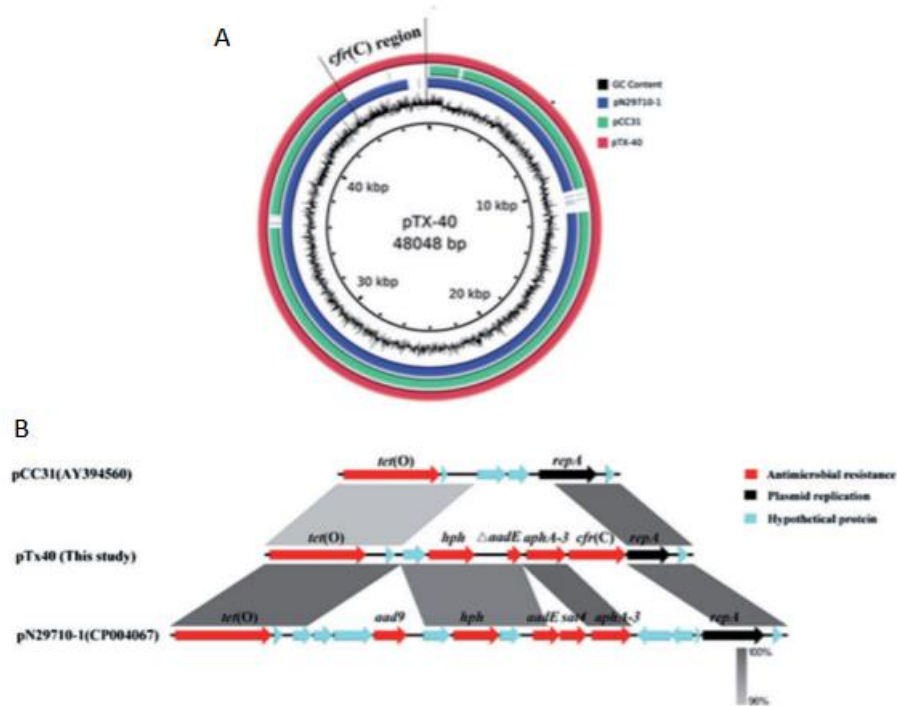 A
cfr(C) region
GC Content
pN29710-1
pCC31
pTX-40
40 kbp
10 kbp
pTX-40
48048 bp
30 kbp
20 kbp
B
pCC31(AY394560)
tet(O) repA
Antimicrobial resistance
Plasmid replication
Hypothetical protein
pTx40 (This study)
tet(O) hph △aadE aphA-3 cfr(C) repA
pN29710-1(CP004067)
tet(O) aad9 hph aadE sat4 aphA-3 repA
100%
98%